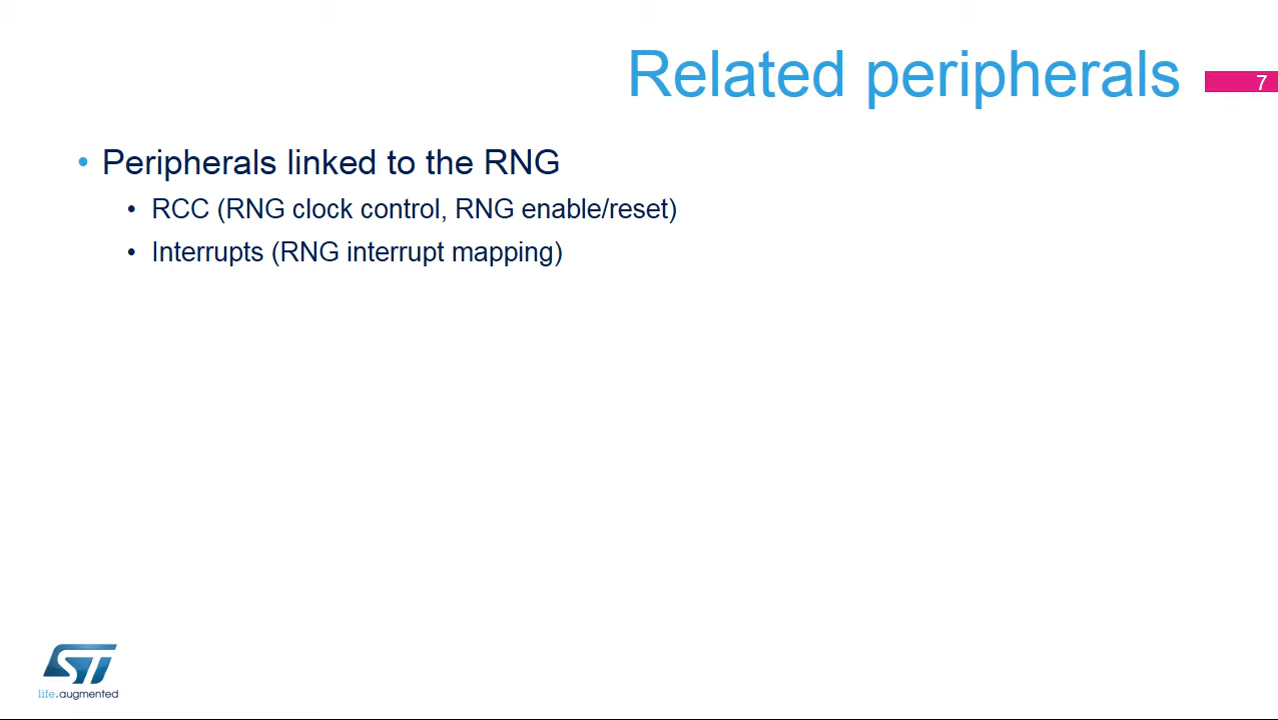 Related peripherals
7
• Peripherals linked to the RNG
• RCC (RNG clock control, RNG enable/reset)
• Interrupts (RNG interrupt mapping)
ST
life.augmented